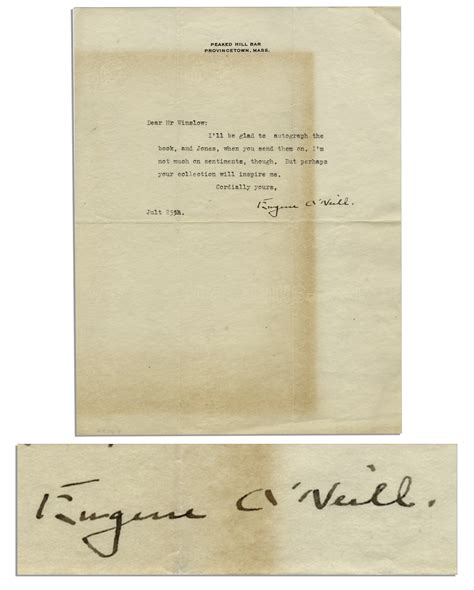 PEAKED HILL BAR
PROVINCETOWN, MASS.
Dear Mr Winslow:
I'll be glad to autograph the
book, and Jones, when you send them on. I'm
not much on sentiments, though. But perhaps
your collection will inspire me.
Cordially yours,
Eugene O'Neill.
Jult 25th.
Eugene O'Neill.